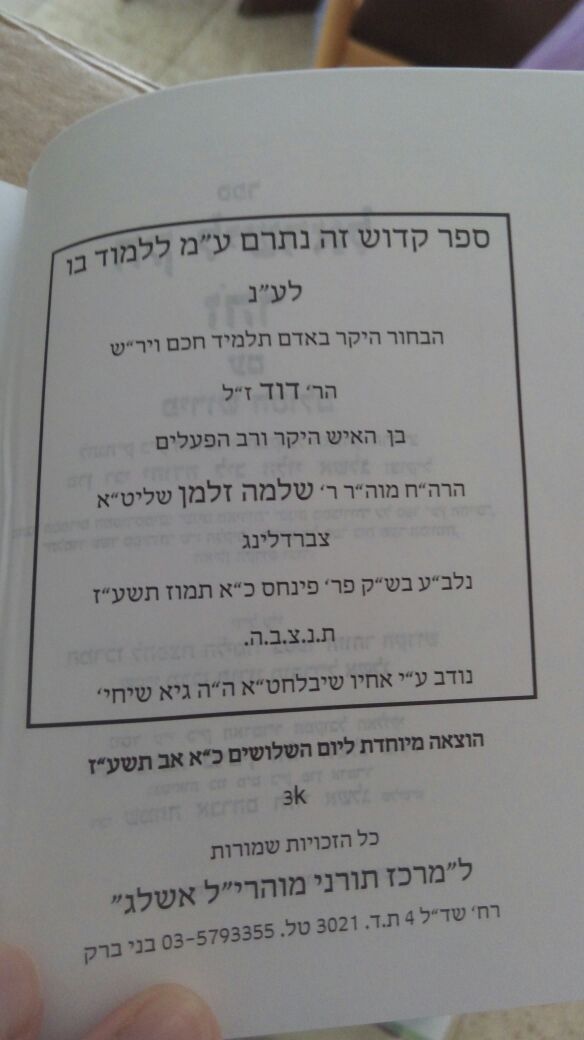 ספר קדוש זה נתרם ע"מ ללמוד בו
לע"נ
הבחור היקר באדם תלמיד חכם ויר"ש
הר' דוד ז"ל
בן האיש היקר ורב הפעלים
הרה"ח מוה"ר ר' שלמה זלמן שליט"א
צברדלינג
נלב"ע בש"ק פר' פינחס כ"א תמוז תשע"ז
ת.נ.צ.ב.ה.
נודב ע"י אחיו שיבלחט"א ה"ה גיא שיחי'
הוצאה מיוחדת ליום השלושים כ"א אב תשע"ז
3k
כל הזכויות שמורות
ל"מרכז תורני מוהרי"ל אשלג"
רח' שד"ל 4 ת.ד. 3021 טל. 03-5793355 בני ברק